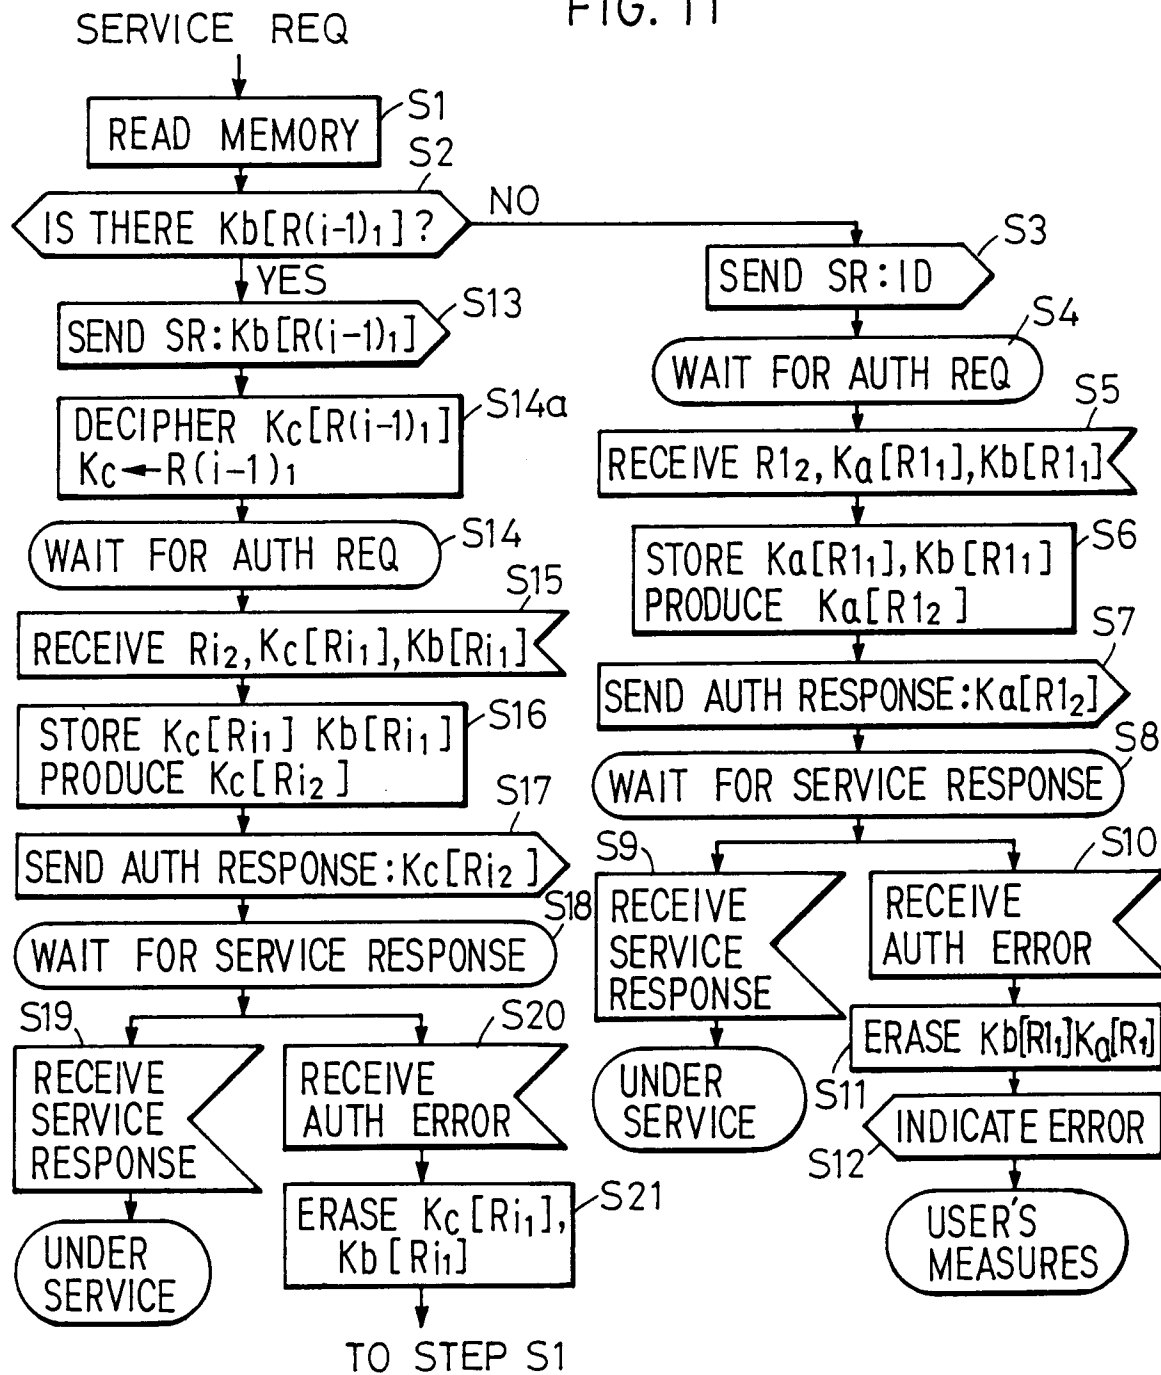 FIG. 11
SERVICE REQ
S1
READ MEMORY
S2
IS THERE Kb[R(i-1)₁]?
NO
YES
S13
SEND SR:Kb[R(i-1)₁]
S14a
DECIPHER Kc[R(i-1)₁]
Kc←R(i-1)₁
S14
WAIT FOR AUTH REQ
S15
RECEIVE Ri₂,Kc[Ri₁],Kb[Ri₁]
S16
STORE Kc[Ri₁] Kb[Ri₁]
PRODUCE Kc[Ri₂]
S17
SEND AUTH RESPONSE:Kc[Ri₂]
S18
WAIT FOR SERVICE RESPONSE
S19
RECEIVE
SERVICE
RESPONSE
UNDER
SERVICE
S20
RECEIVE
AUTH ERROR
S21
ERASE Kc[Ri₁],
Kb[Ri₁]
TO STEP S1
S3
SEND SR:ID
S4
WAIT FOR AUTH REQ
S5
RECEIVE R1₂,Ka[R1₁],Kb[R1₁]
S6
STORE Ka[R1₁],Kb[R1₁]
PRODUCE Ka[R1₂]
S7
SEND AUTH RESPONSE:Ka[R1₂]
S8
WAIT FOR SERVICE RESPONSE
S9
RECEIVE
SERVICE
RESPONSE
UNDER
SERVICE
S10
RECEIVE
AUTH ERROR
S11
ERASE Kb[R1₁]Ka[R₁]
S12
INDICATE ERROR
USER'S
MEASURES